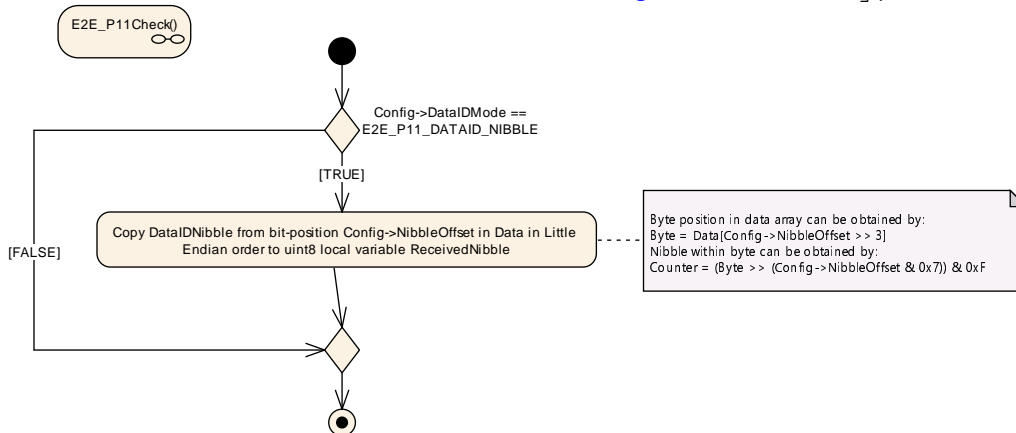 E2E_P11Check()
Config->DataIDMode ==
E2E_P11_DATAID_NIBBLE
[TRUE]
Copy DataIDNibble from bit-position Config->NibbleOffset in Data in Little
Endian order to uint8 local variable ReceivedNibble
[FALSE]
Byte position in data array can be obtained by:
Byte = Data[Config->NibbleOffset >> 3]
Nibble within byte can be obtained by:
Counter = (Byte >> (Config->NibbleOffset & 0x7)) & 0xF